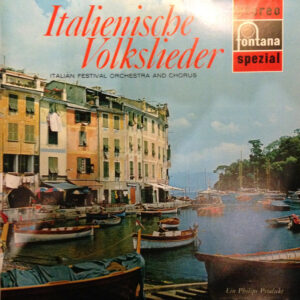 Italienische
Volkslieder
ITALIAN FESTIVAL ORCHESTRA AND CHORUS
stereo
fontana
spezial
Ein Philips Produkt